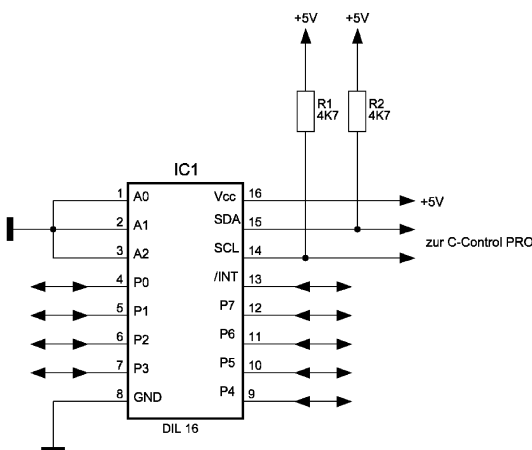 +5V +5V
R1
4K7
R2
4K7
IC1
1 A0 Vcc 16 +5V
2 A1 SDA 15
zur C-Control PRO
3 A2 SCL 14
4 P0 /INT 13
5 P1 P7 12
6 P2 P6 11
7 P3 P5 10
8 GND P4 9
DIL 16